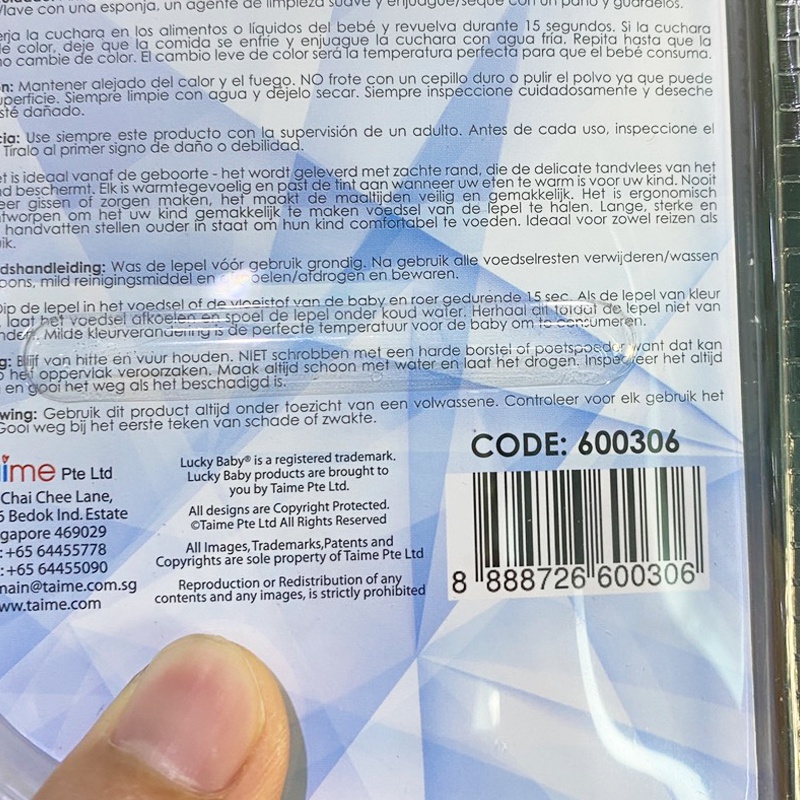 lave con una esponja, un agente de limpieza suave y enjuague/seque con un paño y guárdelos.
erja la cuchara en los alimentos o líquidos del bebé y revuelva durante 15 segundos. Si la cuchara
de color, deje que la comida se enfríe y enjuague la cuchara con agua fría. Repita hasta que la
no cambie de color. El cambio leve de color será la temperatura perfecta para que el bebé consuma.
n: Mantener alejado del calor y el fuego. NO frote con un cepillo duro o pulir el polvo ya que puede
uperficie. Siempre limpie con agua y déjelo secar. Siempre inspeccione cuidadosamente y deseche
sté dañado.
cia: Use siempre este producto con la supervisión de un adulto. Antes de cada uso, inspeccione el
Tíralo al primer signo de daño o debilidad.
et is ideaal vanaf de geboorte - het wordt geleverd met zachte rand, die de delicate tandvlees van het
nd beschermt. Elk is warmtegevoelig en past de tint aan wanneer uw eten te warm is voor uw kind. Nooit
eer gissen of zorgen maken, het maakt de maaltijden veilig en gemakkelijk. Het is ergonomisch
tworpen om het uw kind gemakkelijk te maken voedsel van de lepel te halen. Lange, sterke en
handvatten stellen ouder in staat om hun kind comfortabel te voeden. Ideaal voor zowel reizen als
ik.
dshandleiding: Was de lepel vóór gebruik grondig. Na gebruik alle voedselresten verwijderen/wassen
pons, mild reinigingsmiddel en spoelen/afdrogen en bewaren.
Dip de lepel in het voedsel of de vloeistof van de baby en roer gedurende 15 sec. Als de lepel van kleur
laat het voedsel afkoelen en spoel de lepel onder koud water. Herhaal dit totdat de lepel niet van
nder. Milde kleurverandering is de perfecte temperatuur voor de baby om te consumeren.
g: Blijf van hitte en vuur houden. NIET schrobben met een harde borstel of poetspoeder want dat kan
het oppervlak veroorzaken. Maak altijd schoon met water en laat het drogen. Inspecteer het altijd
en gooi het weg als het beschadigd is.
wing: Gebruik dit product altijd onder toezicht van een volwassene. Controleer voor elk gebruik het
Gooi weg bij het eerste teken van schade of zwakte.
aime Pte Ltd
Chai Chee Lane,
6 Bedok Ind. Estate
gapore 469029
: +65 64455778
: +65 64455090
main@taime.com.sg
ww.taime.com
Lucky Baby® is a registered trademark.
Lucky Baby products are brought to
you by Taime Pte Ltd.
All designs are Copyright Protected.
©Taime Pte Ltd All Rights Reserved
All Images,Trademarks,Patents and
Copyrights are sole property of Taime Pte Ltd
Reproduction or Redistribution of any
contents and any images, is strictly prohibited
CODE: 600306
8 888726 600306